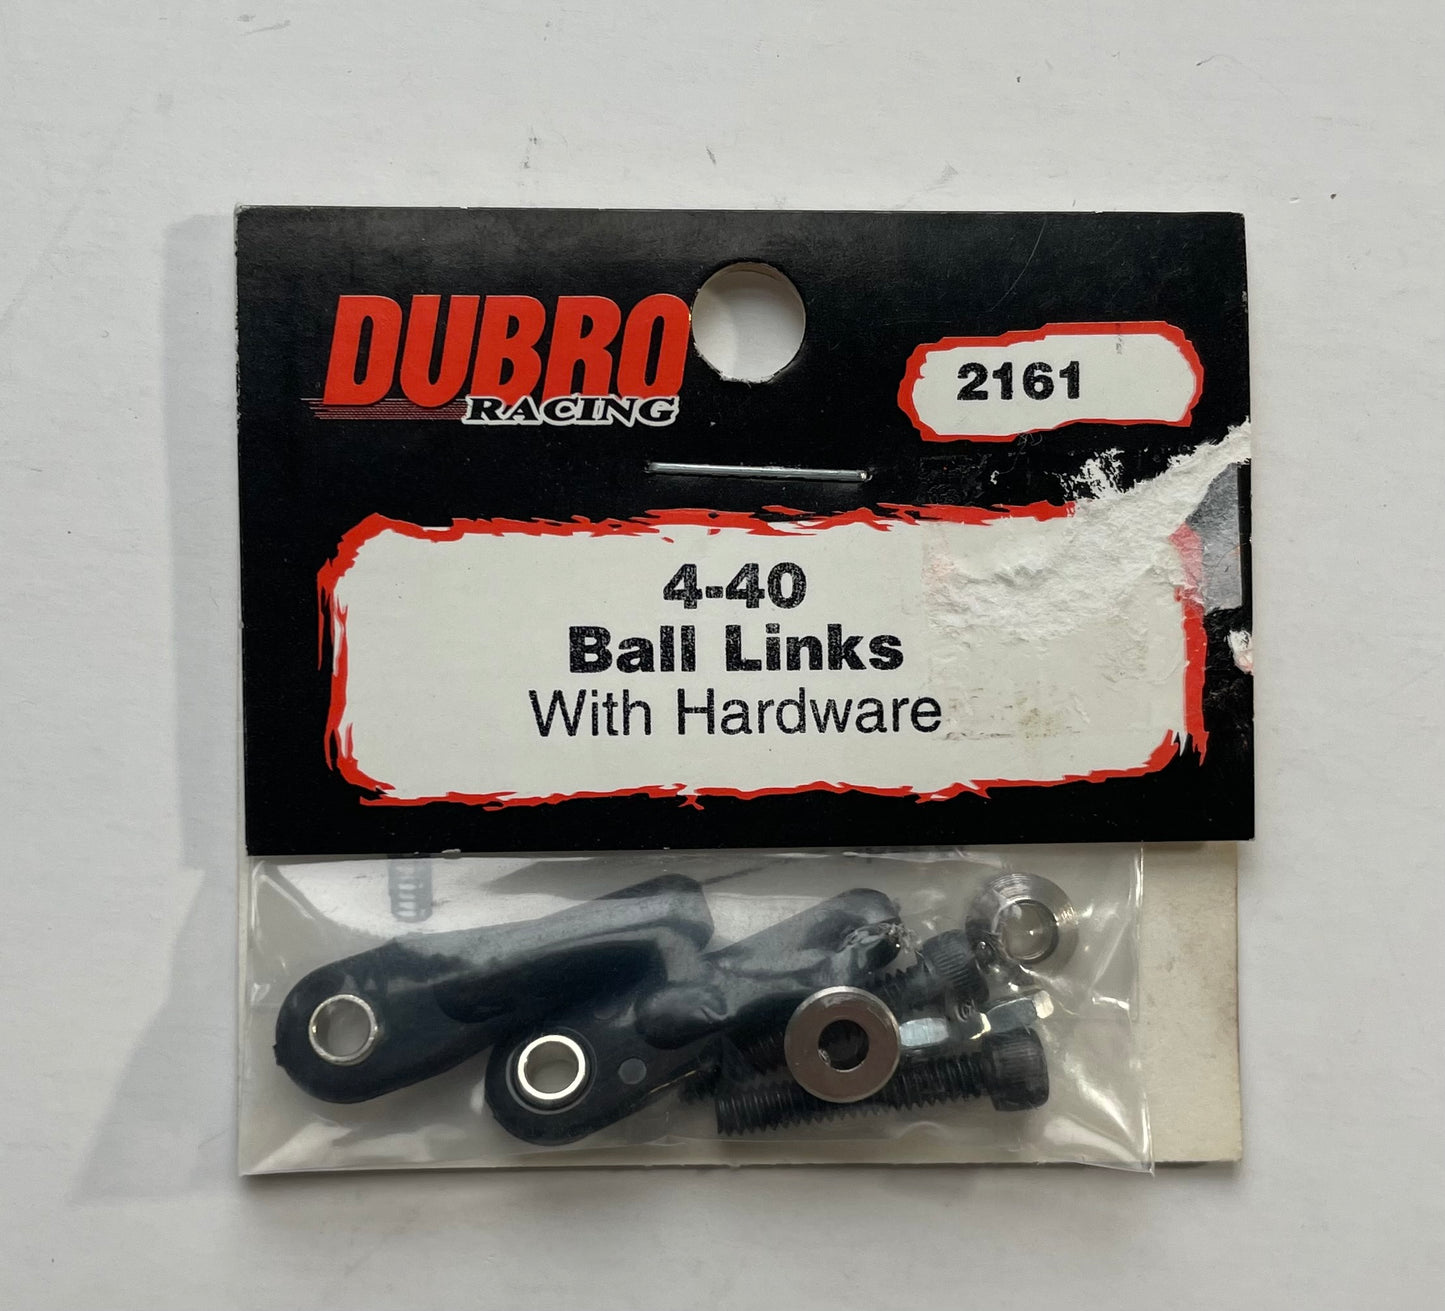 DUBRO
RACING
2161
4-40
Ball Links
With Hardware